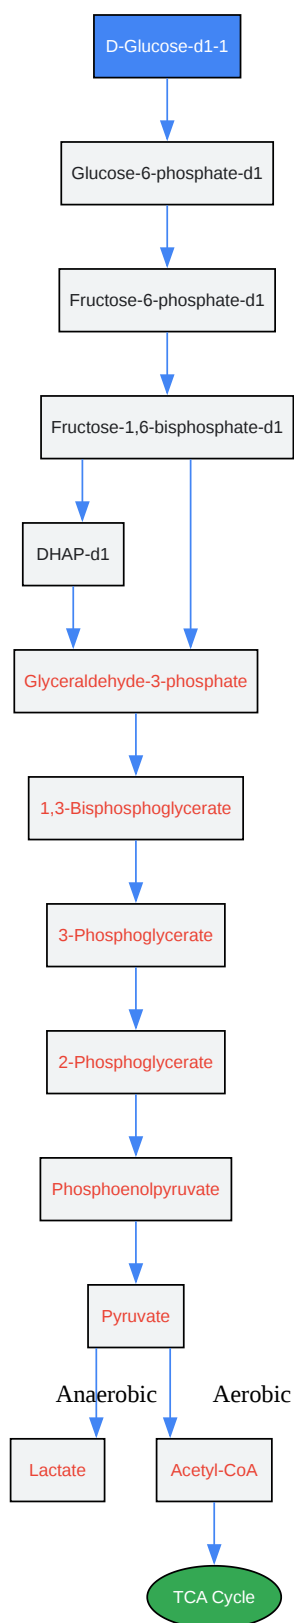 D-Glucose-d1-1
Glucose-6-phosphate-d1
Fructose-6-phosphate-d1
Fructose-1,6-bisphosphate-d1
DHAP-d1
Glyceraldehyde-3-phosphate
1,3-Bisphosphoglycerate
3-Phosphoglycerate
2-Phosphoglycerate
Phosphoenolpyruvate
Pyruvate
Anaerobic
Aerobic
Lactate
Acetyl-CoA
TCA Cycle